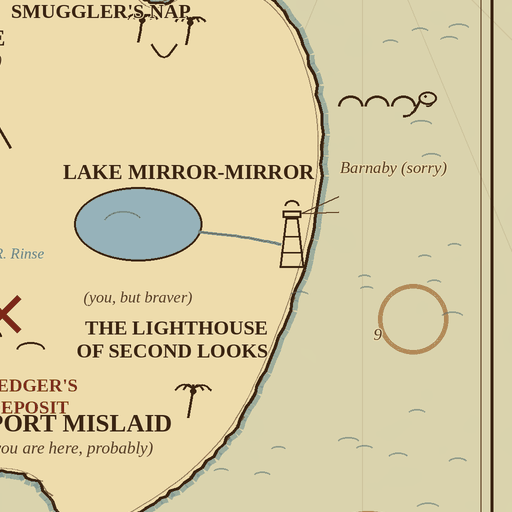 SMUGGLER'S NAP
LAKE MIRROR-MIRROR
Barnaby (sorry)
R. Rinse
(you, but braver)
THE LIGHTHOUSE
OF SECOND LOOKS
9
EDGER'S
EPOSIT
PORT MISLAID
you are here, probably)